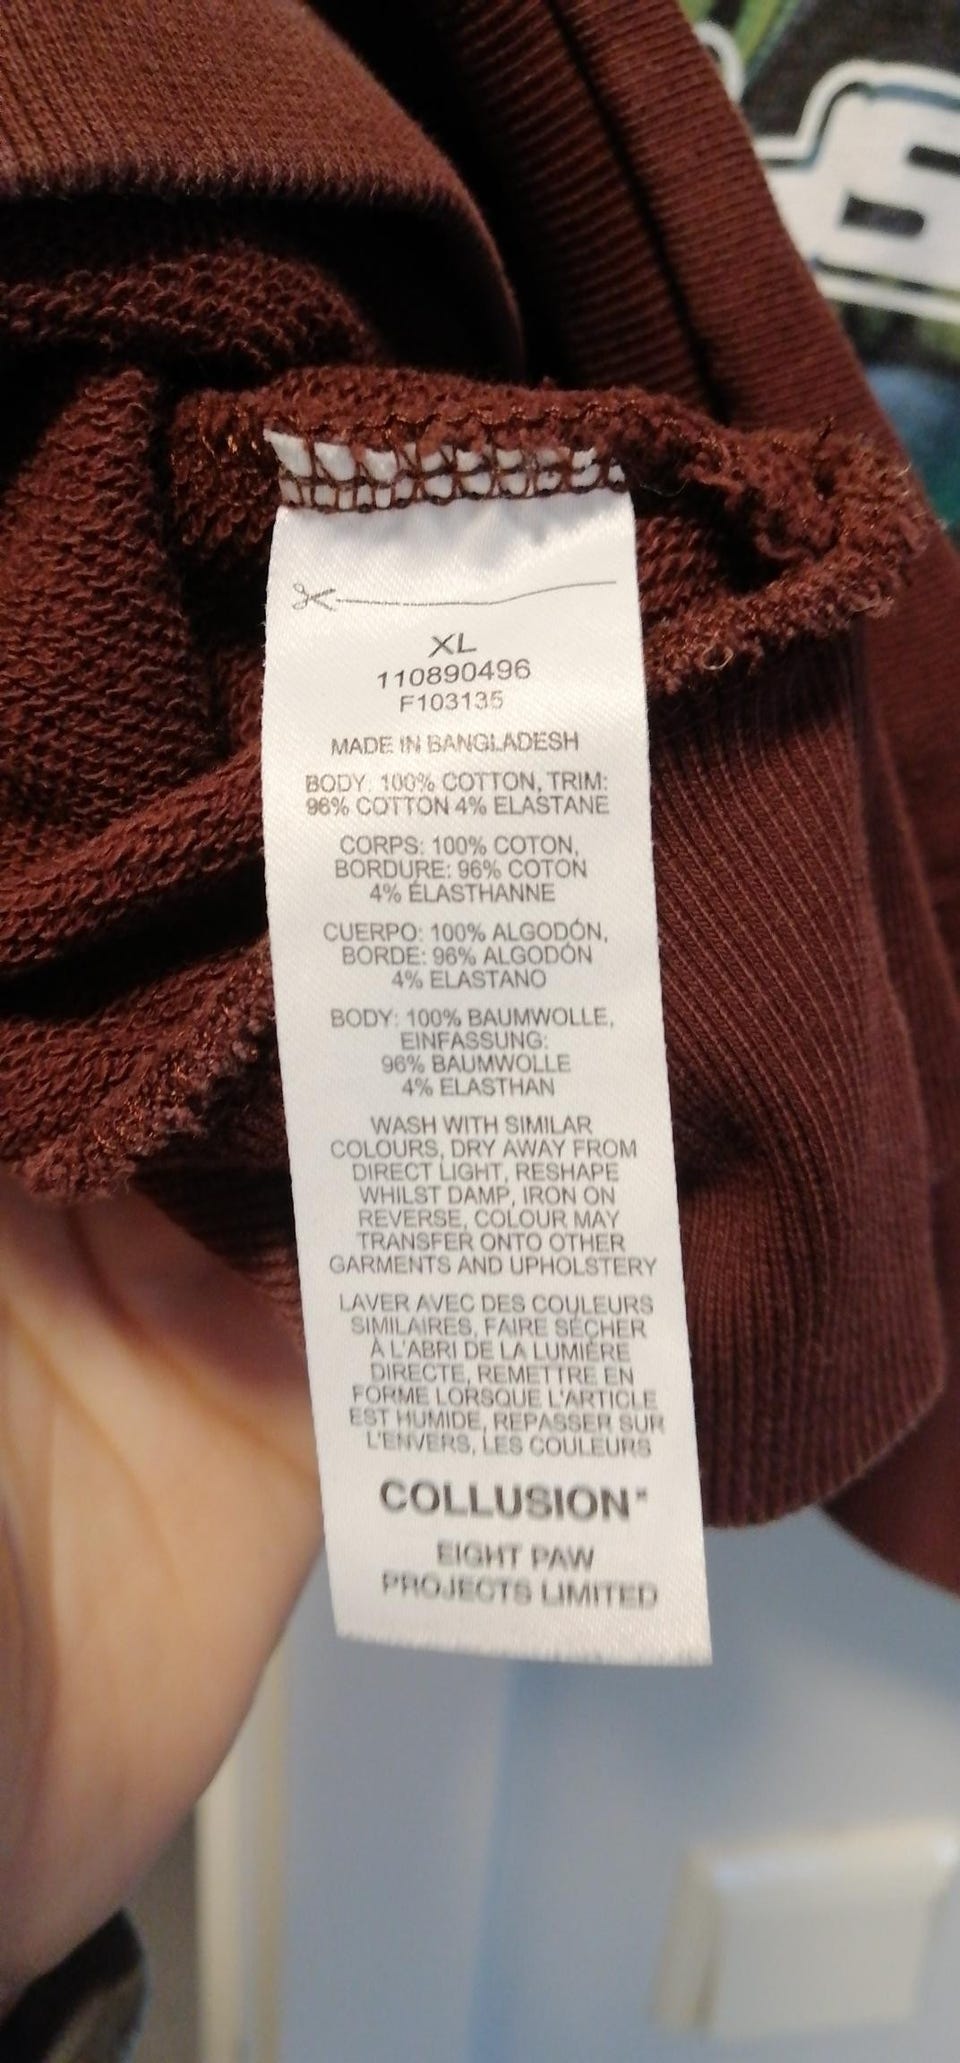 XL
110890496
F103135
MADE IN BANGLADESH
BODY: 100% COTTON, TRIM:
96% COTTON 4% ELASTANE
CORPS: 100% COTON,
BORDURE: 96% COTON
4% ÉLASTHANNE
CUERPO: 100% ALGODÓN,
BORDE: 96% ALGODÓN
4% ELASTANO
BODY: 100% BAUMWOLLE,
EINFASSUNG:
96% BAUMWOLLE
4% ELASTHAN
WASH WITH SIMILAR
COLOURS, DRY AWAY FROM
DIRECT LIGHT, RESHAPE
WHILST DAMP, IRON ON
REVERSE, COLOUR MAY
TRANSFER ONTO OTHER
GARMENTS AND UPHOLSTERY
LAVER AVEC DES COULEURS
SIMILAIRES, FAIRE SÉCHER
À L'ABRI DE LA LUMIÈRE
DIRECTE, REMETTRE EN
FORME LORSQUE L'ARTICLE
EST HUMIDE, REPASSER SUR
L'ENVERS, LES COULEURS
COLLUSION
EIGHT PAW
PROJECTS LIMITED